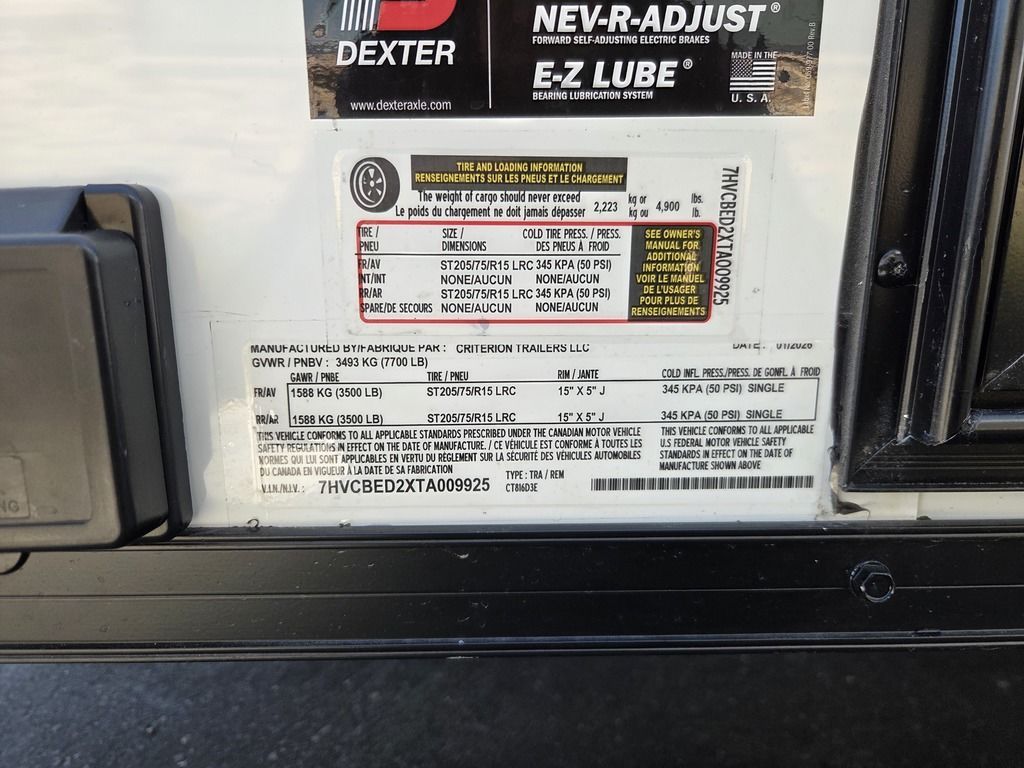 DEXTER
www.dexteraxle.com
NEV-R-ADJUST®
FORWARD SELF-ADJUSTING ELECTRIC BRAKES
E-Z LUBE®
BEARING LUBRICATION SYSTEM
MADE IN THE
U. S. A.
TIRE AND LOADING INFORMATION
RENSEIGNEMENTS SUR LES PNEUS ET LE CHARGEMENT
The weight of cargo should never exceed
Le poids du chargement ne doit jamais dépasser 2,223 kg or kg ou 4,900 lbs. lb.
7HVCBED2XTA009925
TIRE / SIZE / COLD TIRE PRESS. / PRESS.
PNEU DIMENSIONS DES PNEUS À FROID
FR/AV ST205/75/R15 LRC 345 KPA (50 PSI)
INT/INT NONE/AUCUN NONE/AUCUN
RR/AR ST205/75/R15 LRC 345 KPA (50 PSI)
SPARE/DE SECOURS NONE/AUCUN NONE/AUCUN
SEE OWNER'S
MANUAL FOR
ADDITIONAL
INFORMATION
VOIR LE MANUEL
DE L'USAGER
POUR PLUS DE
RENSEIGNEMENTS
MANUFACTURED BY/FABRIQUE PAR : CRITERION TRAILERS LLC DATE : 01/2026
GVWR / PNBV : 3493 KG (7700 LB)
GAWR / PNBE TIRE / PNEU RIM / JANTE COLD INFL. PRESS./PRESS. DE GONFL. À FROID
FR/AV 1588 KG (3500 LB) ST205/75/R15 LRC 15" X 5" J 345 KPA (50 PSI) SINGLE
RR/AR 1588 KG (3500 LB) ST205/75/R15 LRC 15" X 5" J 345 KPA (50 PSI) SINGLE
THIS VEHICLE CONFORMS TO ALL APPLICABLE STANDARDS PRESCRIBED UNDER THE CANADIAN MOTOR VEHICLE
SAFETY REGULATIONS IN EFFECT ON THE DATE OF MANUFACTURE. / CE VÉHICULE EST CONFORME À TOUTES LES
NORMES QUI LUI SONT APPLICABLES EN VERTU DU RÈGLEMENT SUR LA SÉCURITÉ DES VÉHICULES AUTOMOBILES
DU CANADA EN VIGUEUR À LA DATE DE SA FABRICATION
THIS VEHICLE CONFORMS TO ALL APPLICABLE
U.S FEDERAL MOTOR VEHICLE SAFETY
STANDARDS IN EFFECT ON THE DATE OF
MANUFACTURE SHOWN ABOVE
V.I.N./N.I.V. : 7HVCBED2XTA009925
TYPE : TRA / REM
CT816D3E